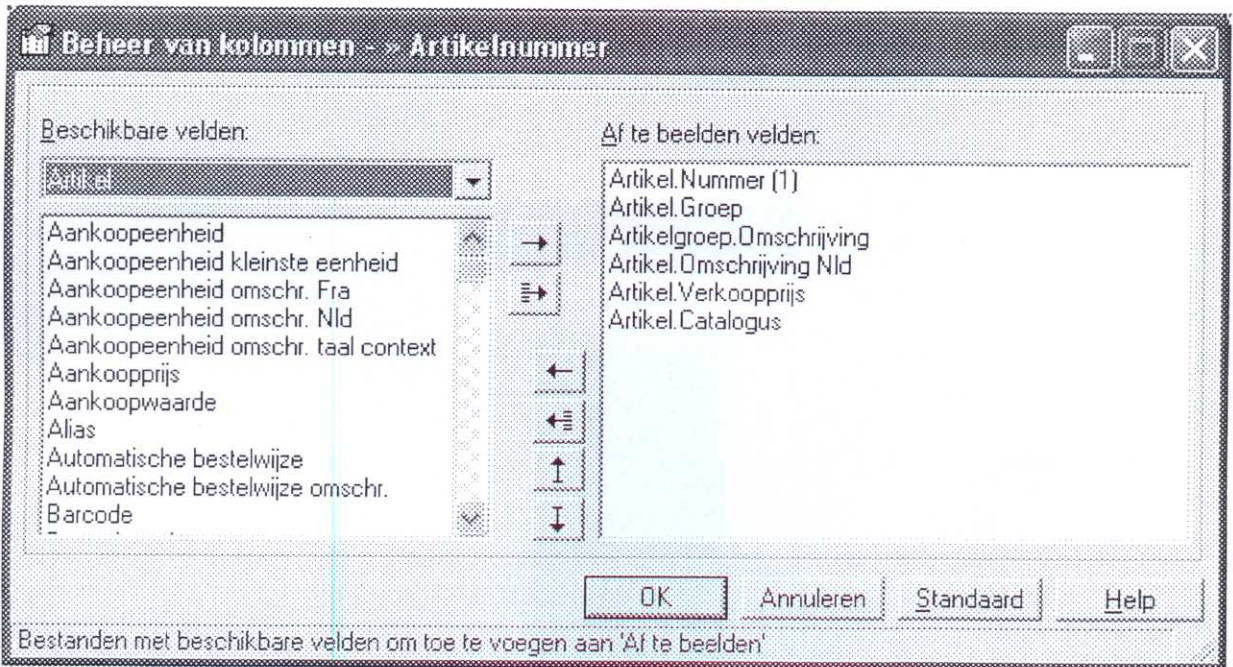 Beheer van kolommen - » Artikelnummer
Beschikbare velden:
Artikel
Aankoopeenheid
Aankoopeenheid kleinste eenheid
Aankoopeenheid omschr. Fra
Aankoopeenheid omschr. Nld
Aankoopeenheid omschr. taal context
Aankoopprijs
Aankoopwaarde
Alias
Automatische bestelwijze
Automatische bestelwijze omschr.
Barcode
Af te beelden velden:
Artikel.Nummer (1)
Artikel.Groep
Artikelgroep.Omschrijving
Artikel.Omschrijving Nld
Artikel.Verkoopprijs
Artikel.Catalogus
OK Annuleren Standaard Help
Bestanden met beschikbare velden om toe te voegen aan 'Af te beelden'